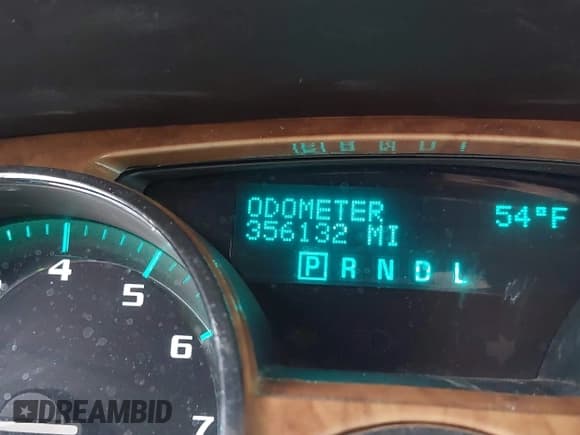 ODOMETER 54°F
356132 MI
P R N D L
4
5
6
7
DREAMBID